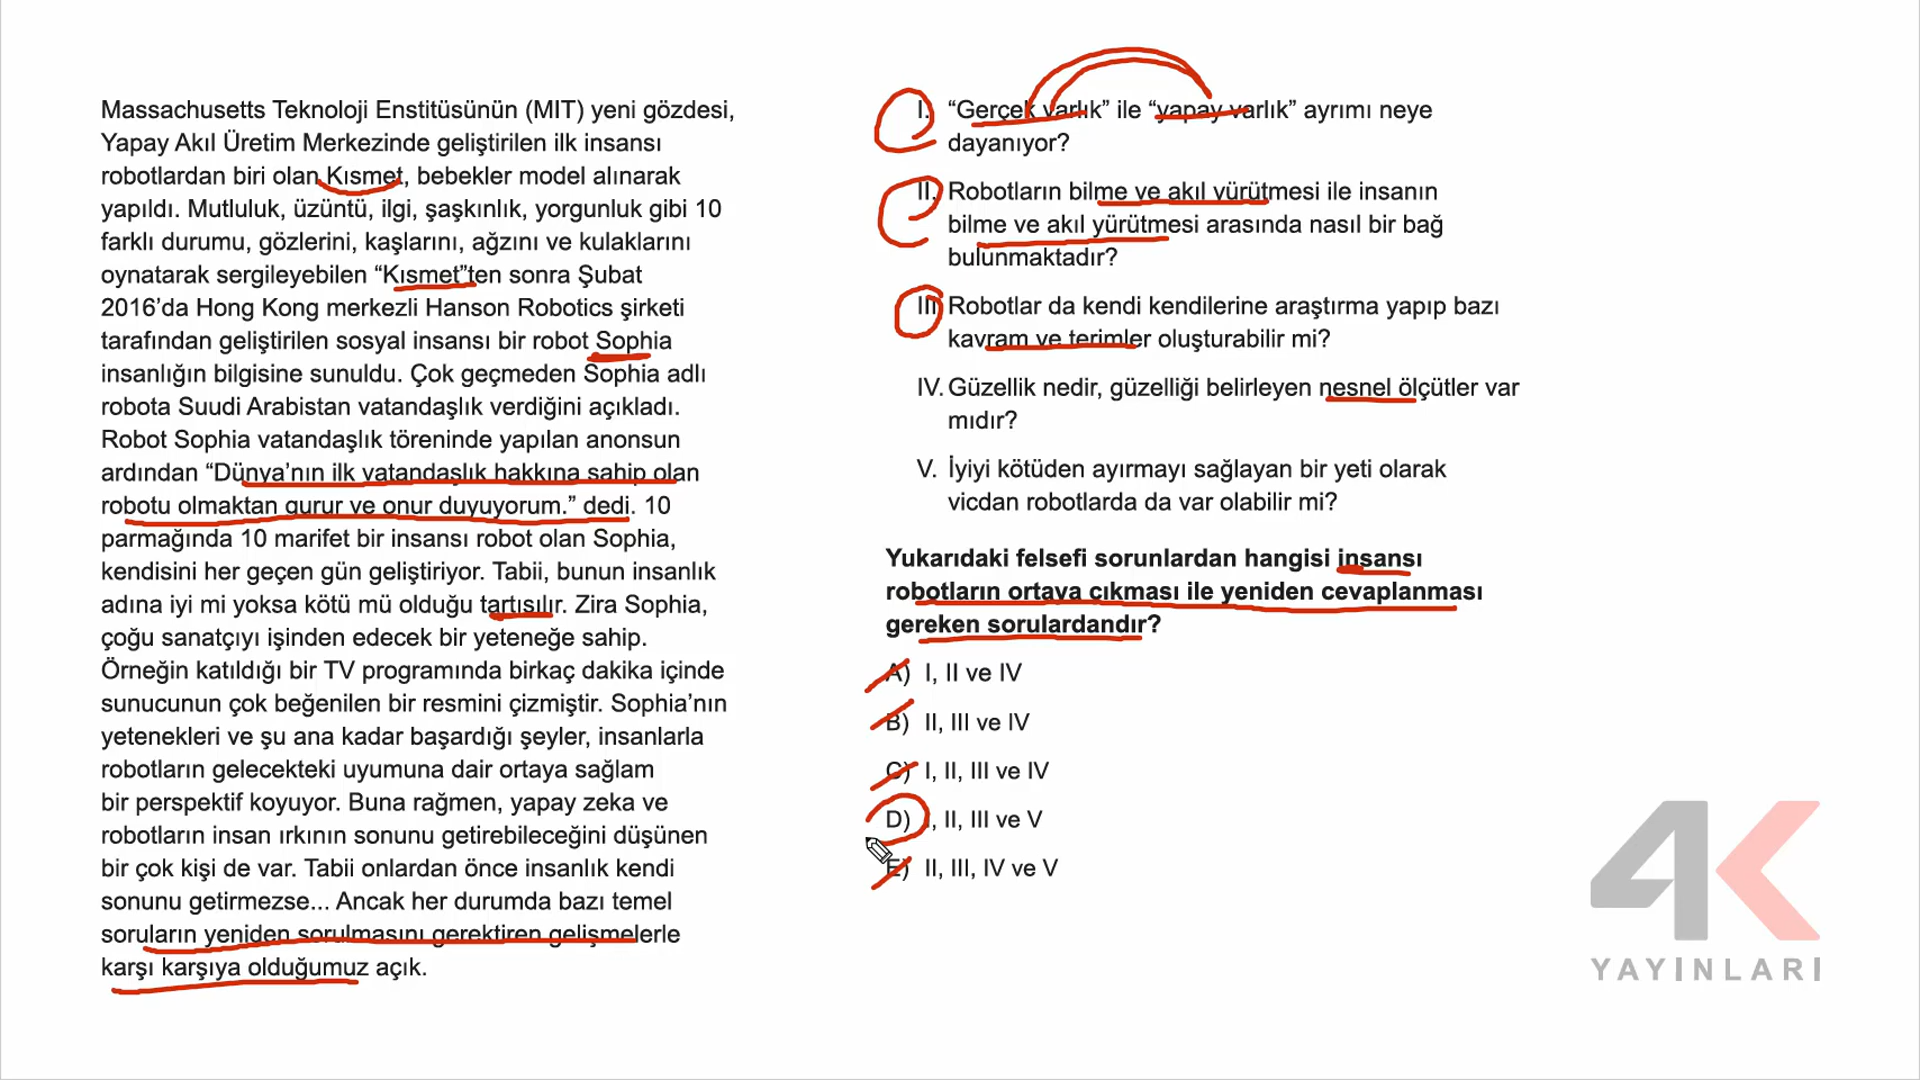 Massachusetts Teknoloji Enstitüsünün (MIT) yeni gözdesi,
Yapay Akıl Üretim Merkezinde geliştirilen ilk insansı
robotlardan biri olan Kısmet, bebekler model alınarak
yapıldı. Mutluluk, üzüntü, ilgi, şaşkınlık, yorgunluk gibi 10
farklı durumu, gözlerini, kaşlarını, ağzını ve kulaklarını
oynatarak sergileyebilen “Kısmet”ten sonra Şubat
2016’da Hong Kong merkezli Hanson Robotics şirketi
tarafından geliştirilen sosyal insansı bir robot Sophia
insanlığın bilgisine sunuldu. Çok geçmeden Sophia adlı
robota Suudi Arabistan vatandaşlık verdiğini açıkladı.
Robot Sophia vatandaşlık töreninde yapılan anonsun
ardından “Dünya’nın ilk vatandaşlık hakkına sahip olan
robotu olmaktan gurur ve onur duyuyorum.” dedi. 10
parmağında 10 marifet bir insansı robot olan Sophia,
kendisini her geçen gün geliştiriyor. Tabii, bunun insanlık
adına iyi mi yoksa kötü mü olduğu tartışılır. Zira Sophia,
çoğu sanatçıyı işinden edecek bir yeteneğe sahip.
Örneğin katıldığı bir TV programında birkaç dakika içinde
sunucunun çok beğenilen bir resmini çizmiştir. Sophia’nın
yetenekleri ve şu ana kadar başardığı şeyler, insanlarla
robotların gelecekteki uyumuna dair ortaya sağlam
bir perspektif koyuyor. Buna rağmen, yapay zeka ve
robotların insan ırkının sonunu getirebileceğini düşünen
bir çok kişi de var. Tabii onlardan önce insanlık kendi
sonunu getirmezse... Ancak her durumda bazı temel
soruların yeniden sorulmasını gerektiren gelişmelerle
karşı karşıya olduğumuz açık.
I. “Gerçek varlık” ile “yapay varlık” ayrımı neye
dayanıyor?
II. Robotların bilme ve akıl yürütmesi ile insanın
bilme ve akıl yürütmesi arasında nasıl bir bağ
bulunmaktadır?
III. Robotlar da kendi kendilerine araştırma yapıp bazı
kavram ve terimler oluşturabilir mi?
IV. Güzellik nedir, güzelliği belirleyen nesnel ölçütler var
mıdır?
V. İyiyi kötüden ayırmayı sağlayan bir yeti olarak
vicdan robotlarda da var olabilir mi?
Yukarıdaki felsefi sorunlardan hangisi insansı
robotların ortaya çıkması ile yeniden cevaplanması
gereken sorulardandır?
A) I, II ve IV
B) II, III ve IV
C) I, II, III ve IV
D) I, II, III ve V
E) II, III, IV ve V
4K
YAYINLARI